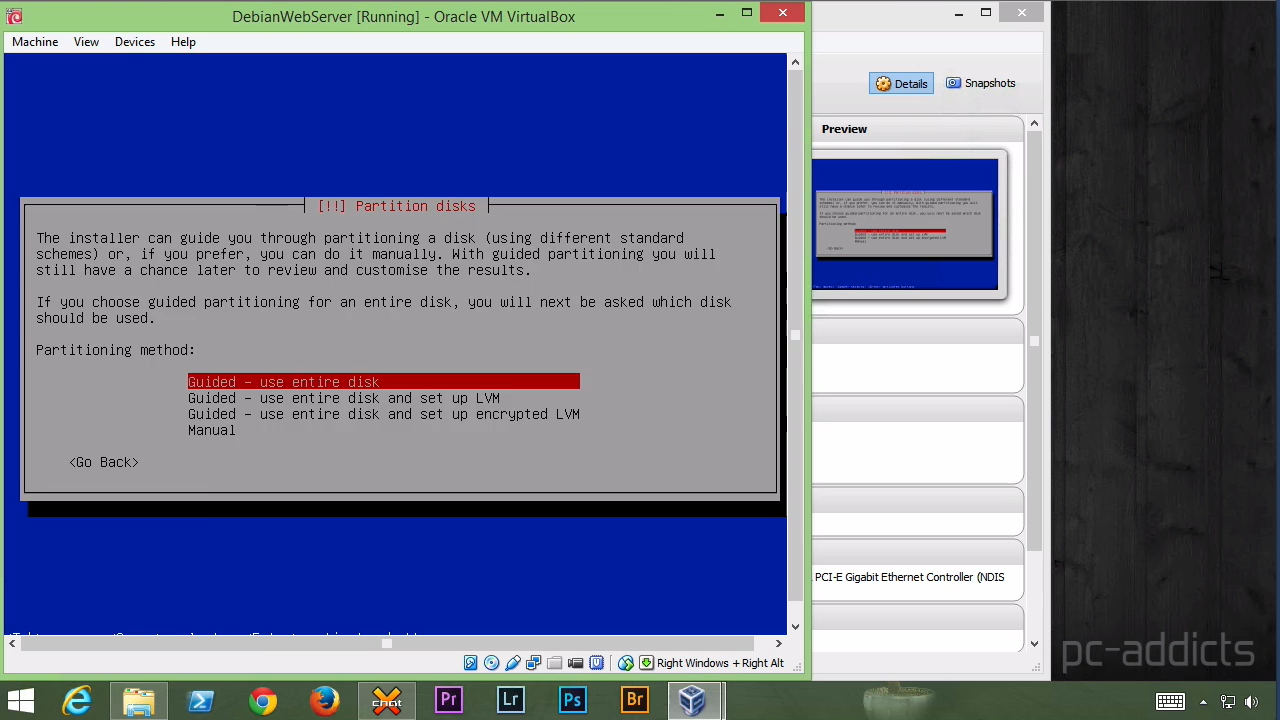 DebianWebServer [Running] - Oracle VM VirtualBox
Machine View Devices Help
[!!] Partition disks
The installer can guide you through partitioning a disk (using different standard
schemes) or, if you prefer, you can do it manually. With guided partitioning you will
still have a chance later to review and customise the results.
If you choose guided partitioning for an entire disk, you will next be asked which disk
should be used.
Partitioning method:
Guided - use entire disk
Guided - use entire disk and set up LVM
Guided - use entire disk and set up encrypted LVM
Manual
<Go Back>
Right Windows + Right Alt
Details Snapshots
Preview
PCI-E Gigabit Ethernet Controller (NDIS
pc-addicts
chat Pr Lr Ps Br